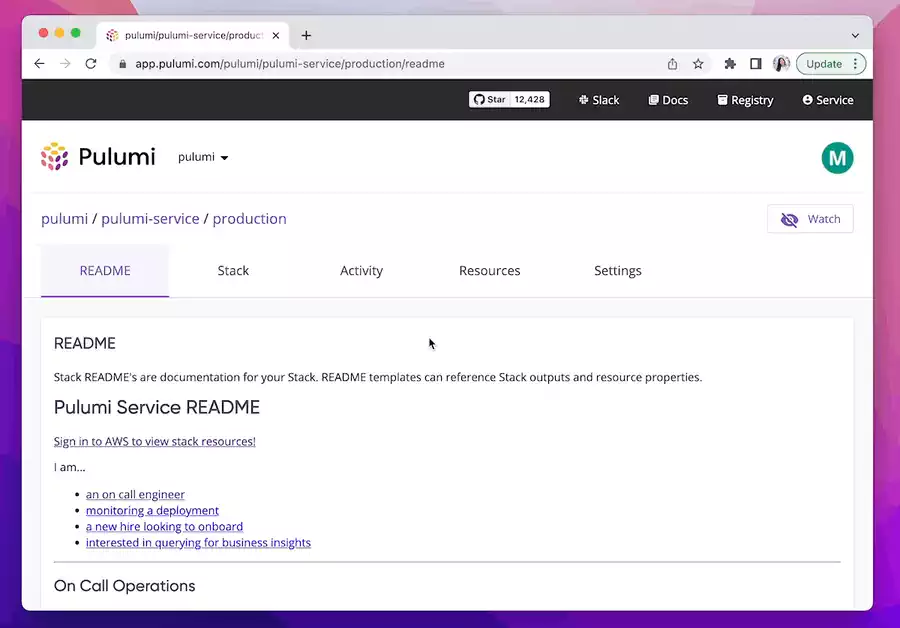 pulumi/pulumi-service/product
app.pulumi.com/pulumi/pulumi-service/production/readme
Update
Star 12,428
Slack
Docs
Registry
Service
Pulumi
pulumi
M
pulumi / pulumi-service / production
Watch
README
Stack
Activity
Resources
Settings
README
Stack README's are documentation for your Stack. README templates can reference Stack outputs and resource properties.
Pulumi Service README
Sign in to AWS to view stack resources!
I am...
an on call engineer
monitoring a deployment
a new hire looking to onboard
interested in querying for business insights
On Call Operations